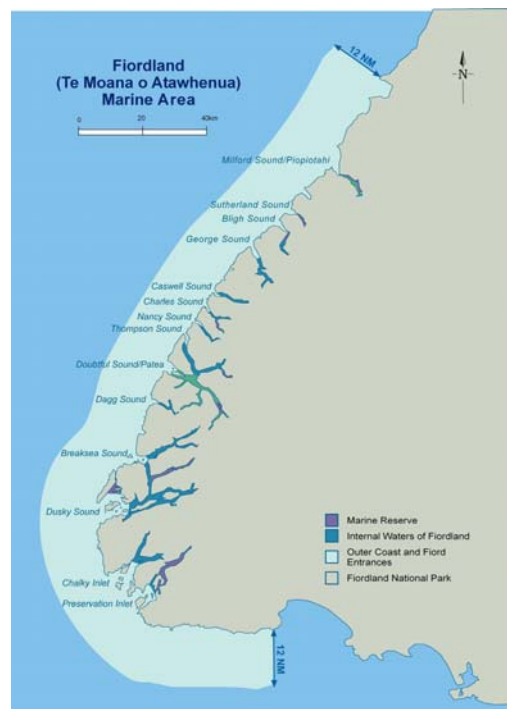 Fiordland
(Te Moana o Atawhenua)
Marine Area
0 20 40km
12 NM
N
Milford Sound/Piopiotahi
Sutherland Sound
Bligh Sound
George Sound
Caswell Sound
Charles Sound
Nancy Sound
Thompson Sound
Doubtful Sound/Patea
Dagg Sound
Breaksea Sound
Dusky Sound
Chalky Inlet
Preservation Inlet
Marine Reserve
Internal Waters of Fiordland
Outer Coast and Fiord
Entrances
Fiordland National Park
12 NM